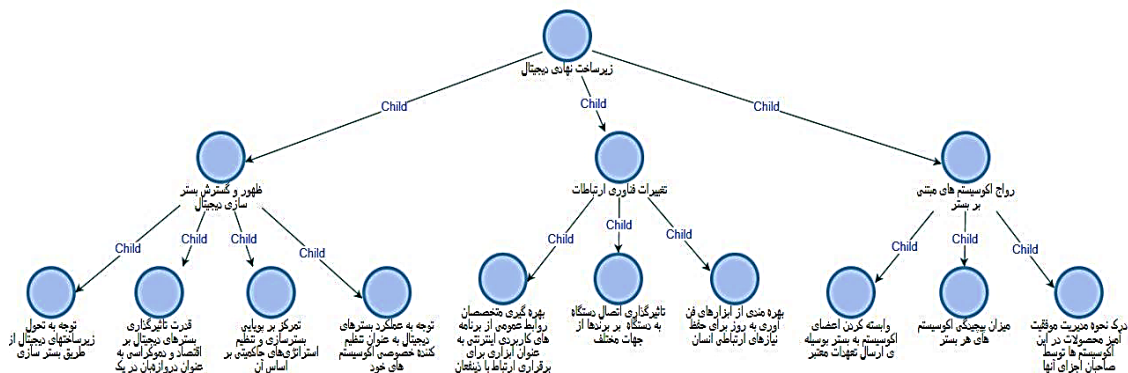 زیرساخت نهادی دیجیتال
Child
Child
Child
رواج اکوسیستم های مبتنی
بر بستر
تغییرات فناوری ارتباطات
ظهور و گسترش بستر
سازی دیجیتال
Child
Child
Child
Child
Child
Child
Child
Child
Child
Child
درک نحوه مدیریت موفقیت
آمیز محصولات در این
اکوسیستم ها توسط
صاحبان اجزای آنها
میزان پیچیدگی اکوسیستم
های هر بستر
وابسته کردن اعضای
اکوسیستم به بستر بوسیله
ی ارسال تعهدات معتبر
بهره مندی از ابزارهای فن
آوری به روز برای حفظ
نیازهای ارتباطی انسان
تاثیرگذاری اتصال دستگاه
به دستگاه بر برندها از
جهات مختلف
بهره گیری متخصصان
روابط عمومی از برنامه
های کاربردی اینترنتی به
عنوان ابزاری برای
برقراری ارتباط با ذینفعان
توجه به عملکرد بسترهای
دیجیتال به عنوان تنظیم
کننده خصوصی اکوسیستم
های خود
تمرکز بر پویایی
بسترسازی و تنظیم
استراتژی‌های حاکمیتی بر
اساس آن
قدرت تاثیرگذاری
بسترهای دیجیتال بر
اقتصاد و دموکراسی به
عنوان دروازه‌بان در یک
توجه به تحول
زیرساختهای دیجیتال از
طریق بستر سازی